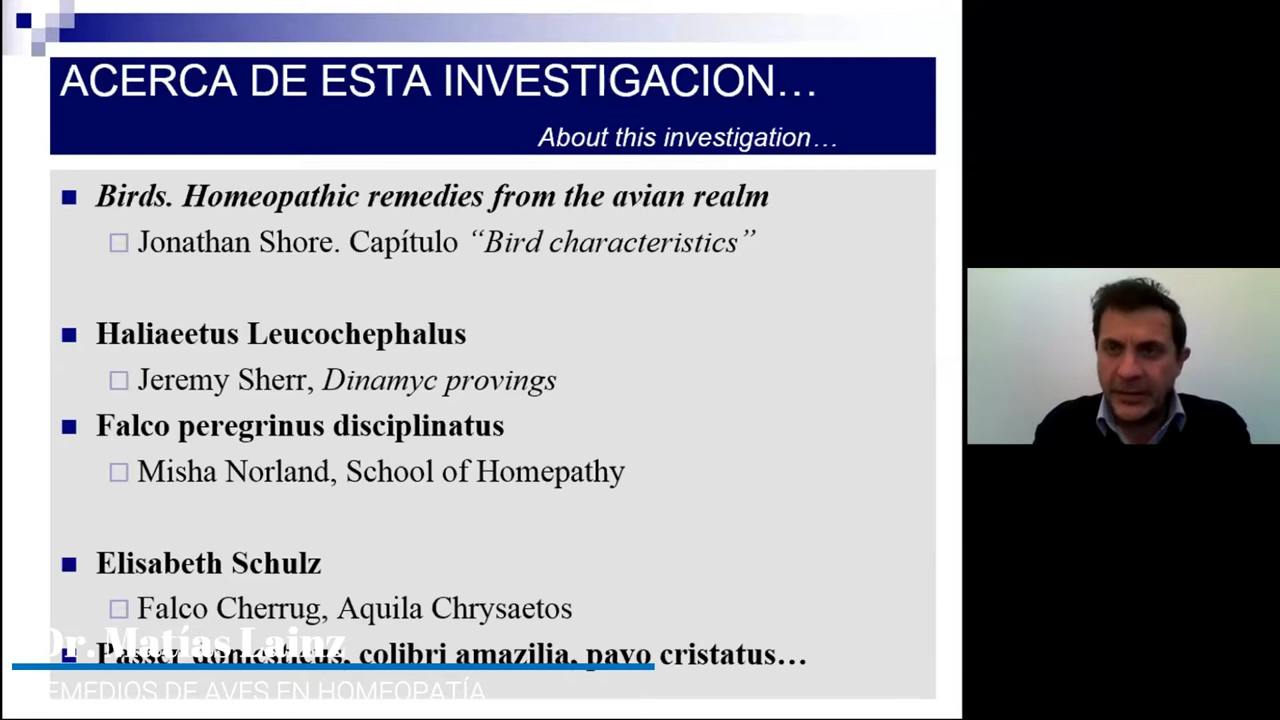 ACERCA DE ESTA INVESTIGACION…
About this investigation…
Birds. Homeopathic remedies from the avian realm
Jonathan Shore. Capítulo “Bird characteristics”
Haliaeetus Leucochephalus
Jeremy Sherr, Dinamyc provings
Falco peregrinus disciplinatus
Misha Norland, School of Homepathy
Elisabeth Schulz
Falco Cherrug, Aquila Chrysaetos
Dr. Matías Lainz
Passer domesticus, colibri amazilia, pavo cristatus…
EMEDIOS DE AVES EN HOMEOPATÍA